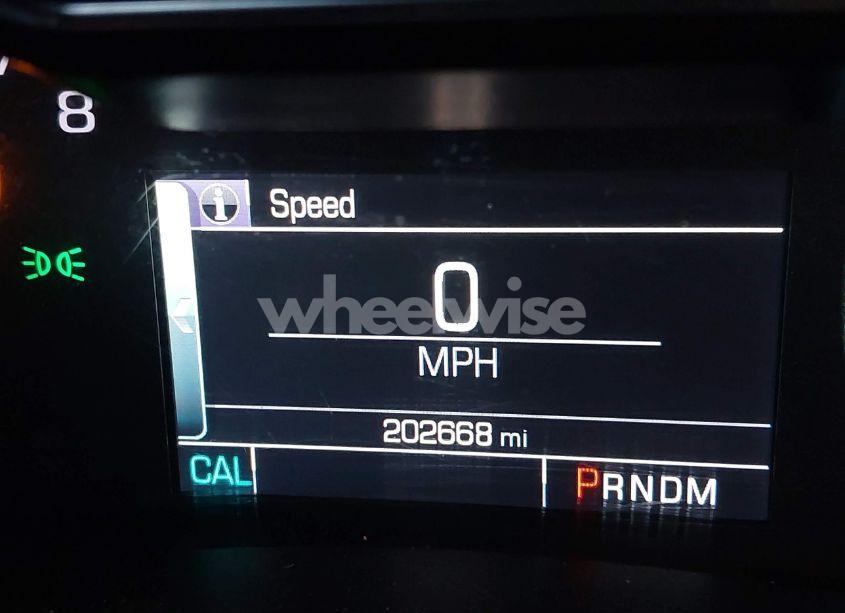 8
i Speed
0
wheelwise
MPH
202668 mi
CAL PRNDM